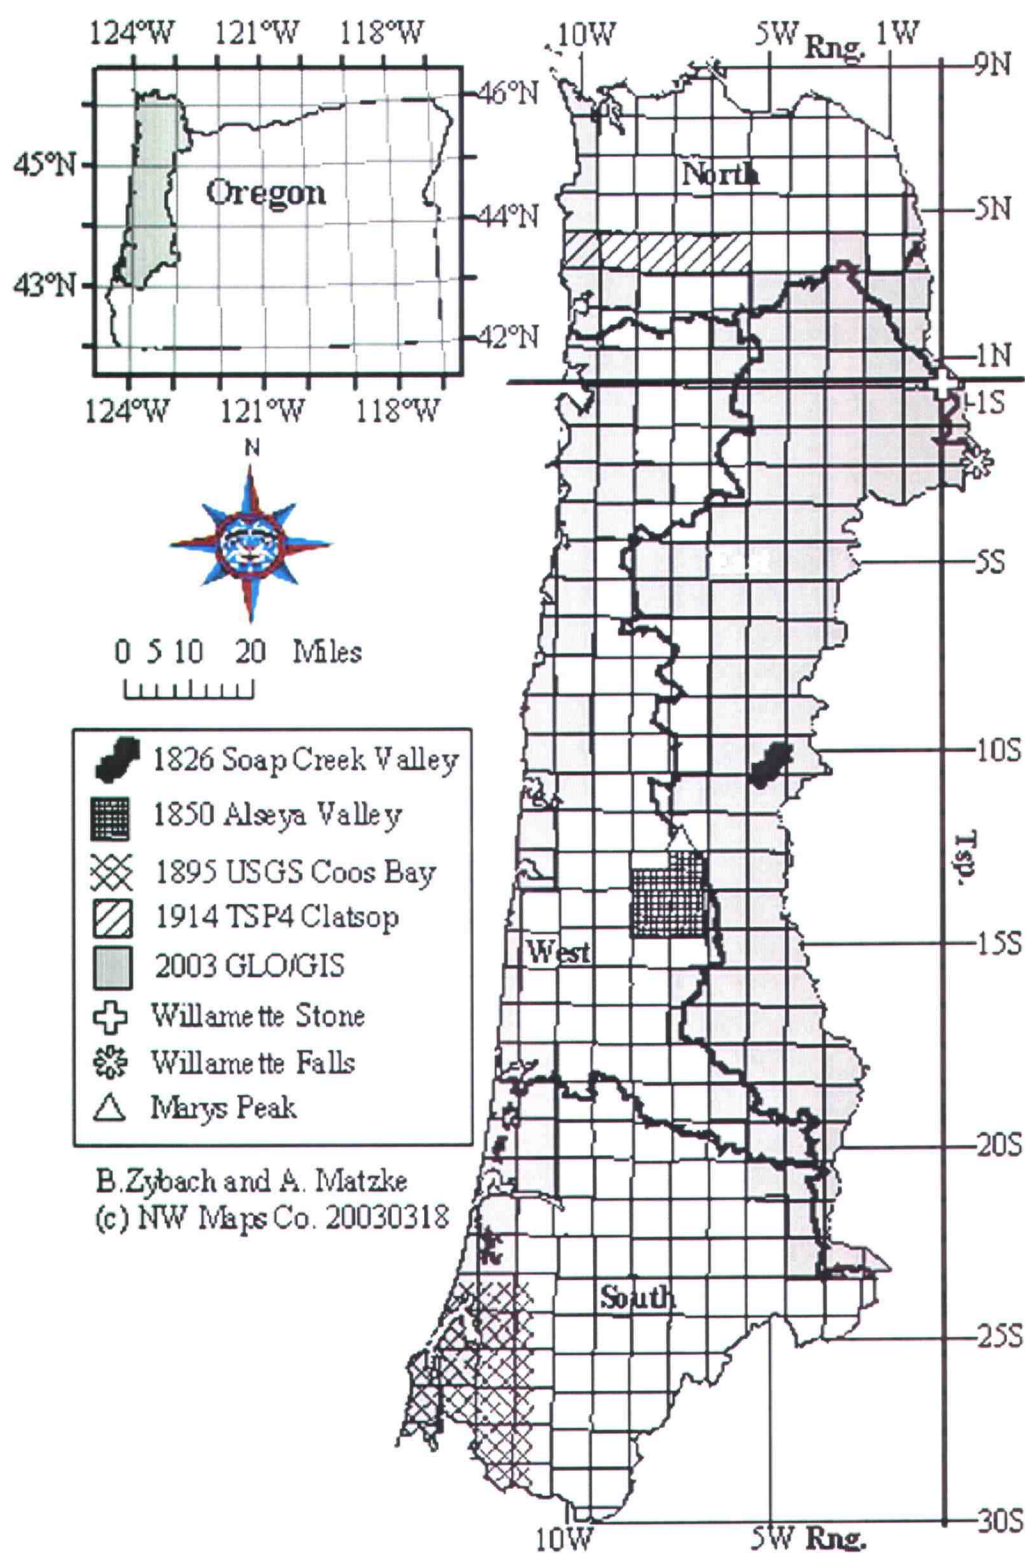 124°W 121°W 118°W
46°N
45°N
Oregon
44°N
43°N
42°N
124°W 121°W 118°W
N
0 5 10 20 Miles
1826 Soap Creek Valley
1850 Alseya Valley
1895 USGS Coos Bay
1914 TSP4 Clatsop
2003 GLO/GIS
Willamette Stone
Willamette Falls
Marys Peak
B.Zybach and A. Matzke
(c) NW Maps Co. 20030318
10W 5W Rng. 1W
9N
North
5N
1N
1S
East
5S
10S
Tsp.
15S
West
20S
South
25S
30S
10W 5W Rng.